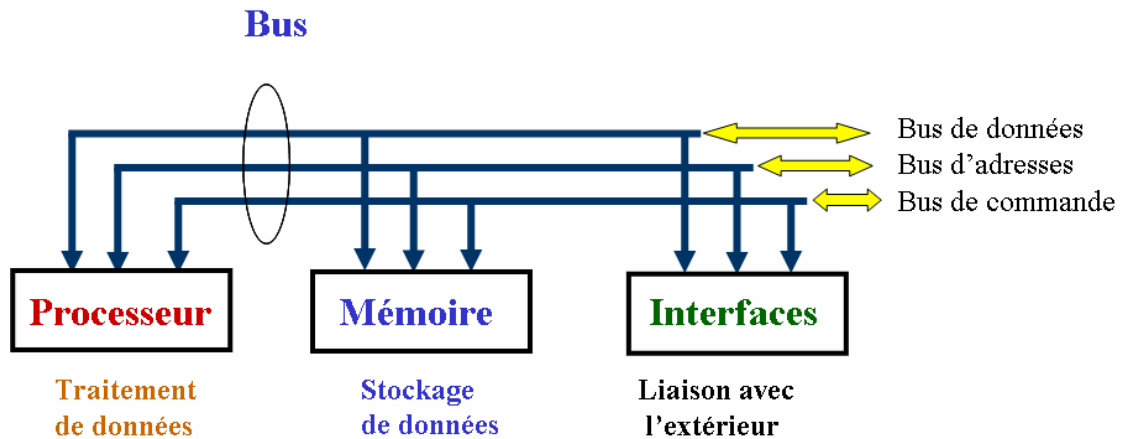 Bus
Bus de données
Bus d’adresses
Bus de commande
Processeur
Mémoire
Interfaces
Traitement
de données
Stockage
de données
Liaison avec
l’extérieur